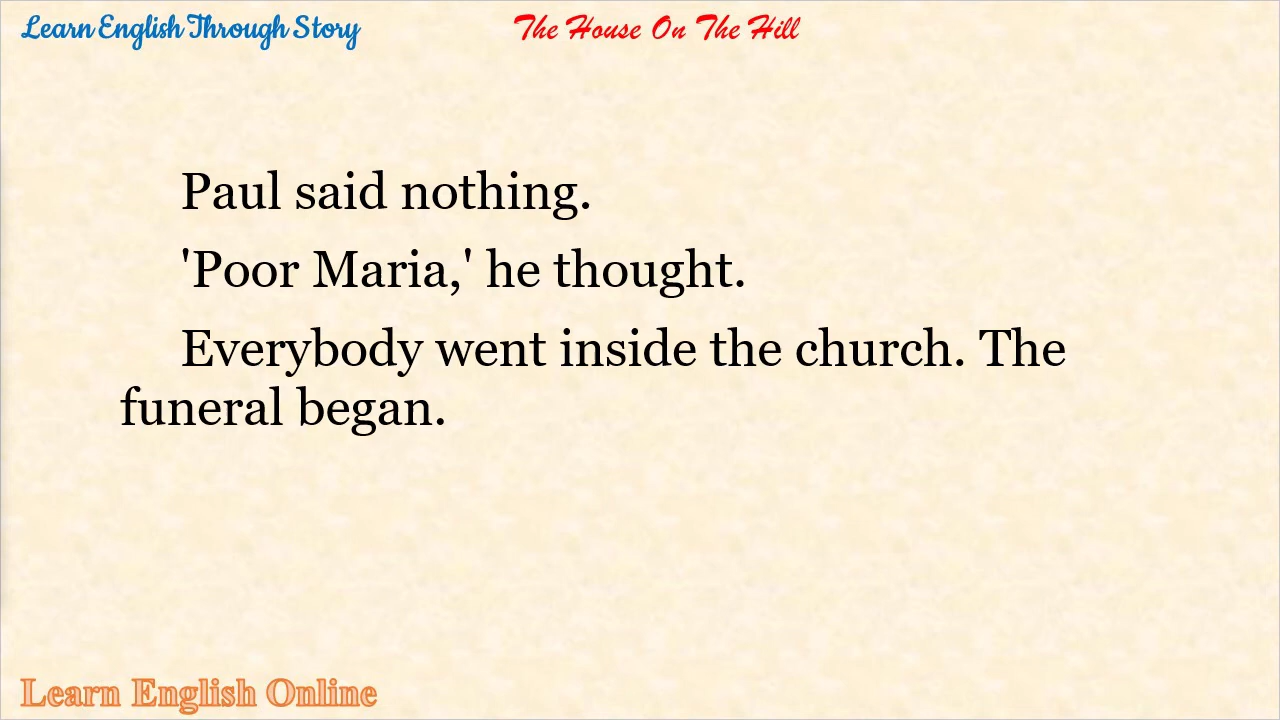 Learn English Through Story
The House On The Hill
Paul said nothing.
'Poor Maria,' he thought.
Everybody went inside the church. The
funeral began.
Learn English Online